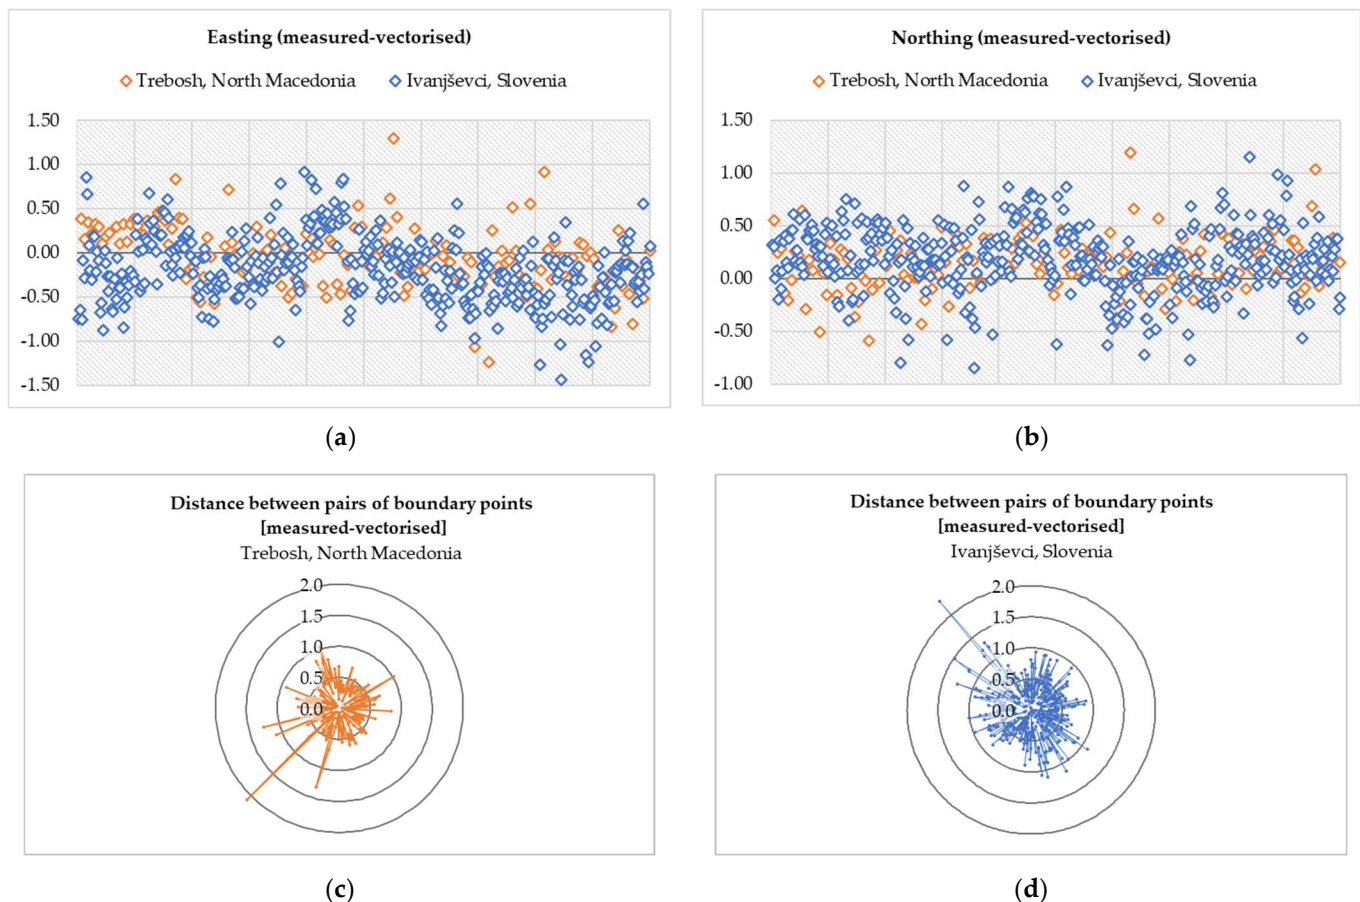 Easting (measured-vectorised)
Trebosh, North Macedonia Ivanjševci, Slovenia
1.50
1.00
0.50
0.00
-0.50
-1.00
-1.50
(a)
Northing (measured-vectorised)
Trebosh, North Macedonia Ivanjševci, Slovenia
1.50
1.00
0.50
0.00
-0.50
-1.00
(b)
Distance between pairs of boundary points
[measured-vectorised]
Trebosh, North Macedonia
2.0
1.5
1.0
0.5
0.0
(c)
Distance between pairs of boundary points
[measured-vectorised]
Ivanjševci, Slovenia
2.0
1.5
1.0
0.5
0.0
(d)